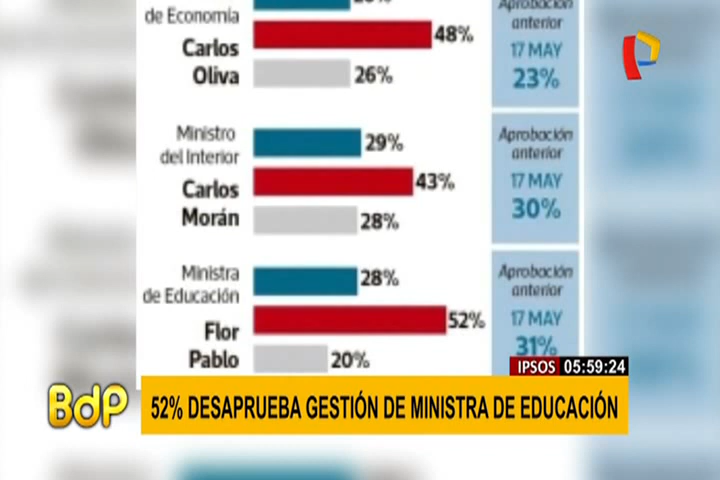 de Economía
Carlos
Oliva
48%
26%
Aprobación
anterior
17 MAY
23%
Ministro
del Interior
Carlos
Morán
29%
43%
28%
Aprobación
anterior
17 MAY
30%
Ministra
de Educación
Flor
Pablo
28%
52%
20%
Aprobación
anterior
17 MAY
31%
IPSOS 05:59:24
BdP
52% DESAPRUEBA GESTIÓN DE MINISTRA DE EDUCACIÓN